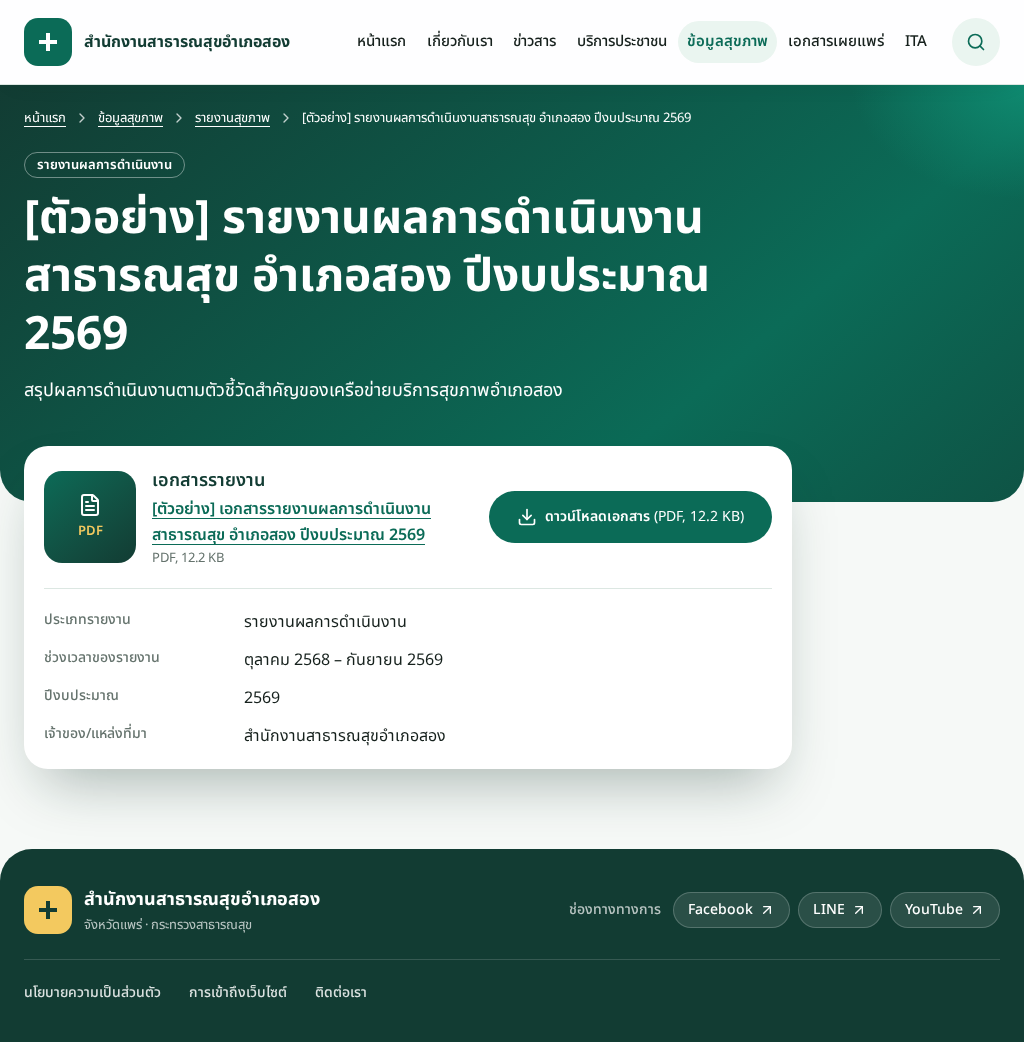 สำนักงานสาธารณสุขอำเภอสอง
หน้าแรก เกี่ยวกับเรา ข่าวสาร บริการประชาชน ข้อมูลสุขภาพ เอกสารเผยแพร่ ITA
หน้าแรก ข้อมูลสุขภาพ รายงานสุขภาพ [ตัวอย่าง] รายงานผลการดำเนินงานสาธารณสุข อำเภอสอง ปีงบประมาณ 2569
รายงานผลการดำเนินงาน
[ตัวอย่าง] รายงานผลการดำเนินงาน
สาธารณสุข อำเภอสอง ปีงบประมาณ
2569
สรุปผลการดำเนินงานตามตัวชี้วัดสำคัญของเครือข่ายบริการสุขภาพอำเภอสอง
PDF
เอกสารรายงาน
[ตัวอย่าง] เอกสารรายงานผลการดำเนินงาน
สาธารณสุข อำเภอสอง ปีงบประมาณ 2569
PDF, 12.2 KB
ดาวน์โหลดเอกสาร (PDF, 12.2 KB)
ประเภทรายงาน รายงานผลการดำเนินงาน
ช่วงเวลาของรายงาน ตุลาคม 2568 – กันยายน 2569
ปีงบประมาณ 2569
เจ้าของ/แหล่งที่มา สำนักงานสาธารณสุขอำเภอสอง
สำนักงานสาธารณสุขอำเภอสอง
จังหวัดแพร่ · กระทรวงสาธารณสุข
ช่องทางทางการ Facebook LINE YouTube
นโยบายความเป็นส่วนตัว การเข้าถึงเว็บไซต์ ติดต่อเรา